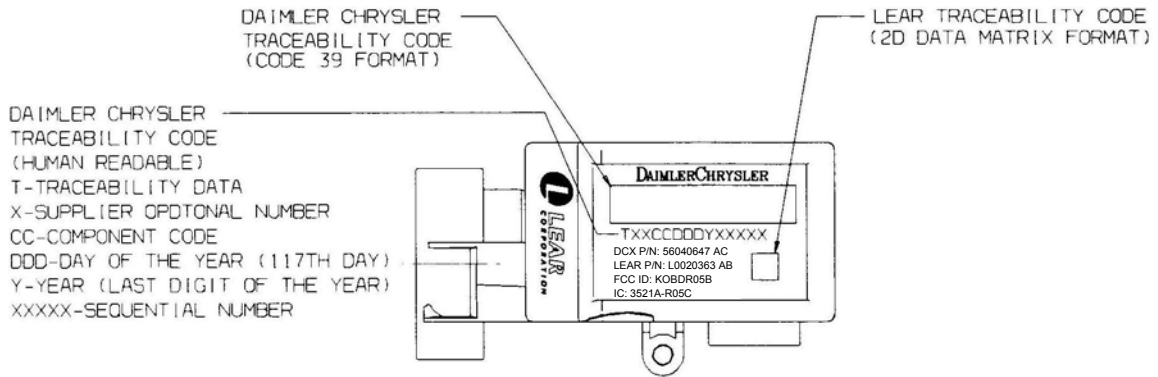 DAIMLER CHRYSLER
TRACEABILITY CODE
(CODE 39 FORMAT)
LEAR TRACEABILITY CODE
(2D DATA MATRIX FORMAT)
DAIMLER CHRYSLER
TRACEABILITY CODE
(HUMAN READABLE)
T-TRACEABILITY DATA
X-SUPPLIER OPDTONAL NUMBER
CC-COMPONENT CODE
DDD-DAY OF THE YEAR (117TH DAY)
Y-YEAR (LAST DIGIT OF THE YEAR)
XXXXX-SEQUENTIAL NUMBER
L LEAR
CORPORATION
DAIMLERCHRYSLER
TXXCCDDDYXXXXX
DCX P/N: 56040647 AC
LEAR P/N: L0020363 AB
FCC ID: KOBDR05B
IC: 3521A-R05C